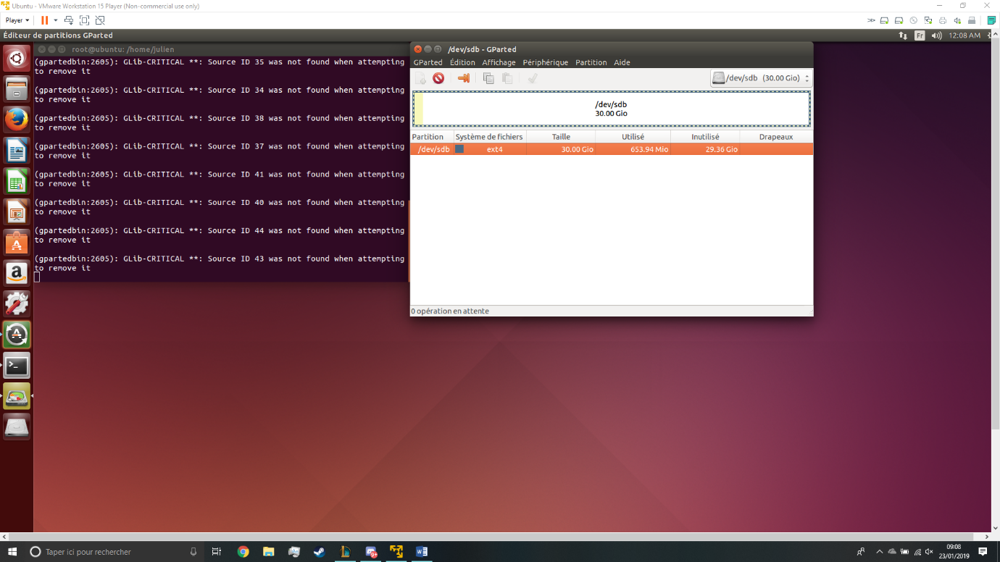 Ubuntu - VMware Workstation 15 Player (Non-commercial use only)
Player
Éditeur de partitions GParted
Fr
12:08 AM
root@ubuntu: /home/julien
(gpartedbin:2605): GLib-CRITICAL **: Source ID 35 was not found when attempting
to remove it
(gpartedbin:2605): GLib-CRITICAL **: Source ID 34 was not found when attempting
to remove it
(gpartedbin:2605): GLib-CRITICAL **: Source ID 38 was not found when attempting
to remove it
(gpartedbin:2605): GLib-CRITICAL **: Source ID 37 was not found when attempting
to remove it
(gpartedbin:2605): GLib-CRITICAL **: Source ID 41 was not found when attempting
to remove it
(gpartedbin:2605): GLib-CRITICAL **: Source ID 40 was not found when attempting
to remove it
(gpartedbin:2605): GLib-CRITICAL **: Source ID 44 was not found when attempting
to remove it
(gpartedbin:2605): GLib-CRITICAL **: Source ID 43 was not found when attempting
to remove it
/dev/sdb - GParted
GParted Édition Affichage Périphérique Partition Aide
/dev/sdb (30.00 Gio)
/dev/sdb
30.00 Gio
Partition Système de fichiers Taille Utilisé Inutilisé Drapeaux
/dev/sdb ext4 30.00 Gio 653.94 Mio 29.36 Gio
0 opération en attente
Taper ici pour rechercher
09:08
23/01/2019